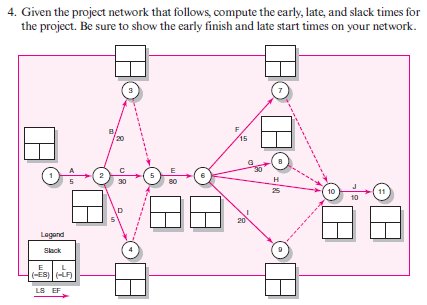 4. Given the project network that follows, compute the early, late, and slack times for
the project. Be sure to show the early finish and late start times on your network.
3
7
B
20
F
15
8
G
30
1
A
5
2
C
30
5
E
80
6
H
25
10
J
10
11
D
5
I
20
4
9
Legend
Slack
E
(=ES)
L
(=LF)
LS EF